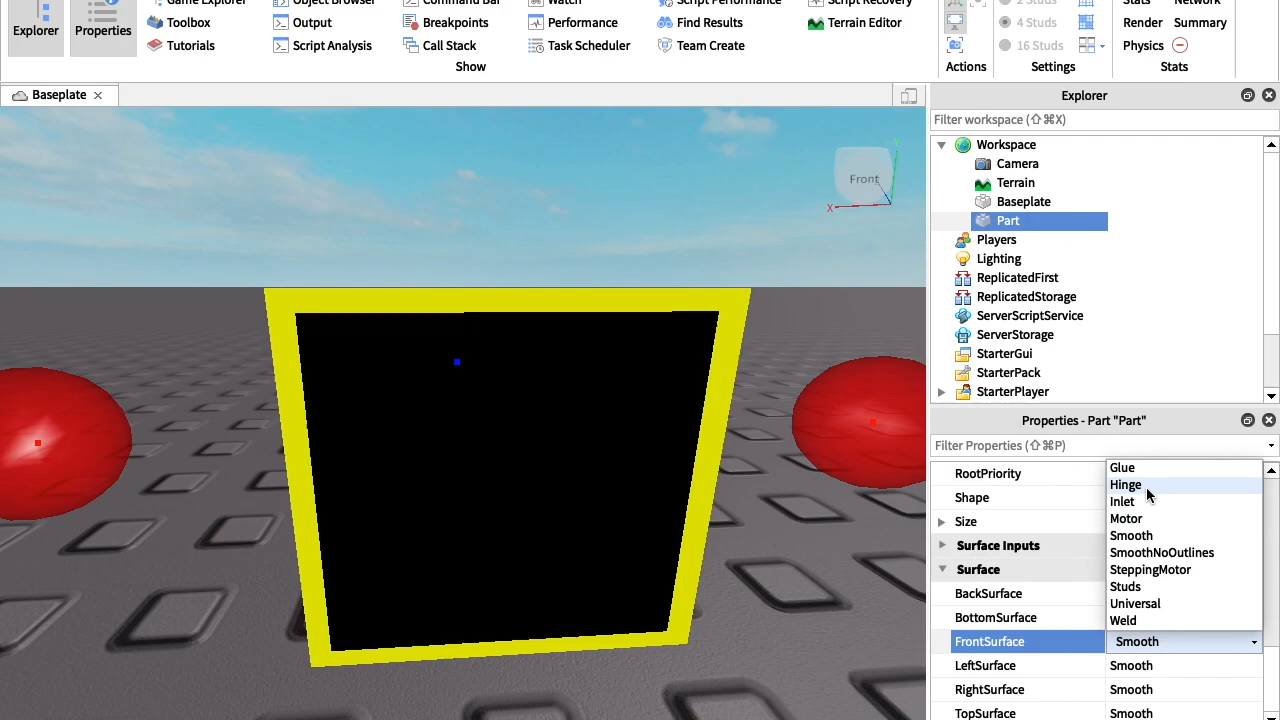 Game Explorer Object Browser Command Bar Watch Script Performance Script Recovery 2 Studs Stats Network
Explorer Properties Toolbox Output Breakpoints Performance Find Results Terrain Editor 4 Studs Render Summary
Tutorials Script Analysis Call Stack Task Scheduler Team Create 16 Studs Physics
Show Actions Settings Stats
Baseplate
Explorer
Filter workspace (⇧⌘X)
Workspace
Camera
Terrain
Baseplate
Part
Players
Lighting
ReplicatedFirst
ReplicatedStorage
ServerScriptService
ServerStorage
StarterGui
StarterPack
StarterPlayer
Front
X
Y
Properties - Part "Part"
Filter Properties (⇧⌘P)
RootPriority
Shape
Size
Surface Inputs
Surface
BackSurface
BottomSurface
FrontSurface Smooth
LeftSurface Smooth
RightSurface Smooth
TopSurface Smooth
Glue
Hinge
Inlet
Motor
Smooth
SmoothNoOutlines
SteppingMotor
Studs
Universal
Weld